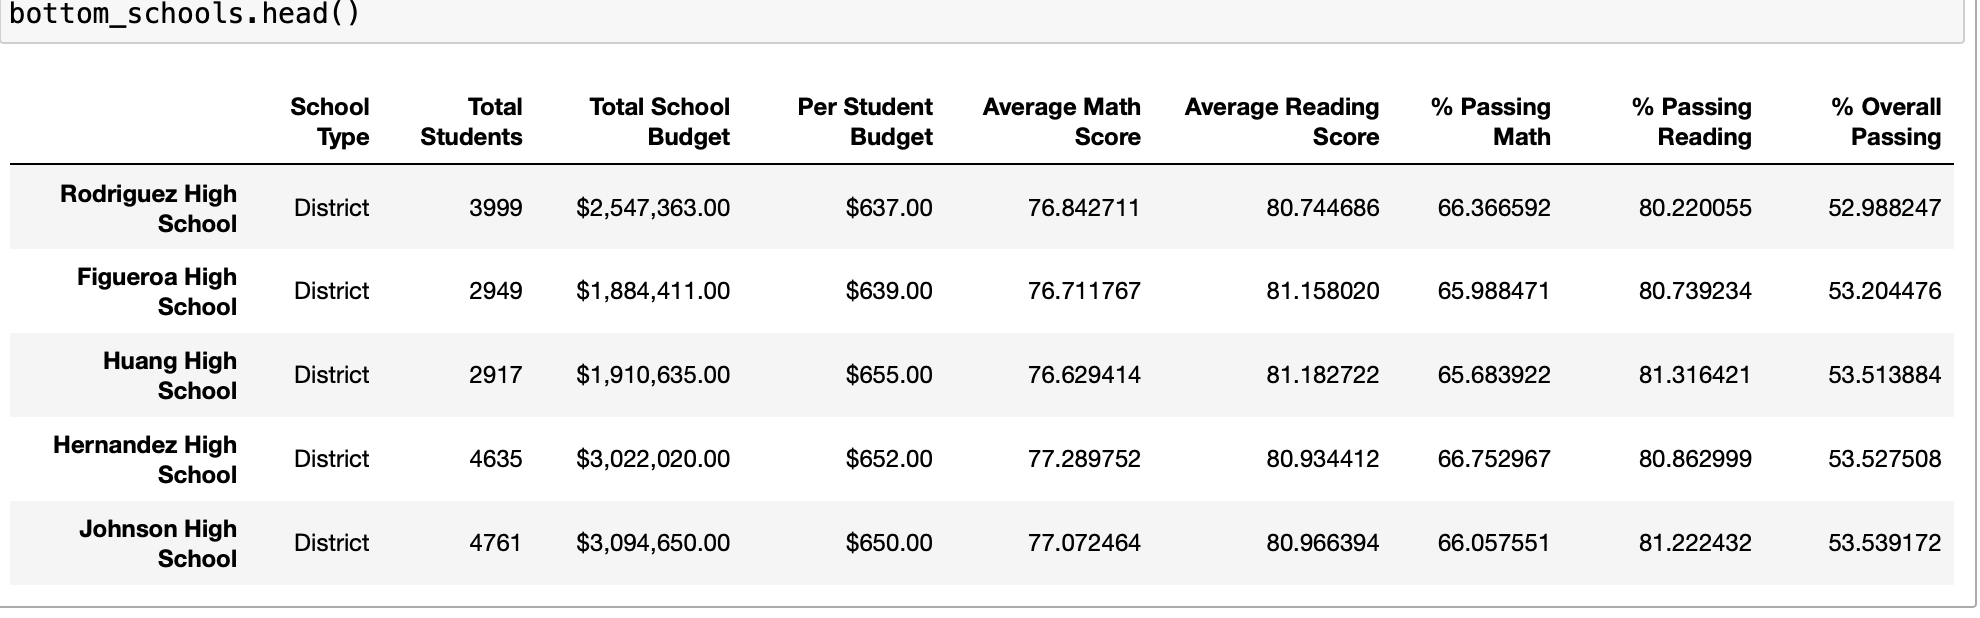 bottom_schools.head()
School Type Total Students Total School Budget Per Student Budget Average Math Score Average Reading Score % Passing Math % Passing Reading % Overall Passing
Rodriguez High School District 3999 $2,547,363.00 $637.00 76.842711 80.744686 66.366592 80.220055 52.988247
Figueroa High School District 2949 $1,884,411.00 $639.00 76.711767 81.158020 65.988471 80.739234 53.204476
Huang High School District 2917 $1,910,635.00 $655.00 76.629414 81.182722 65.683922 81.316421 53.513884
Hernandez High School District 4635 $3,022,020.00 $652.00 77.289752 80.934412 66.752967 80.862999 53.527508
Johnson High School District 4761 $3,094,650.00 $650.00 77.072464 80.966394 66.057551 81.222432 53.539172